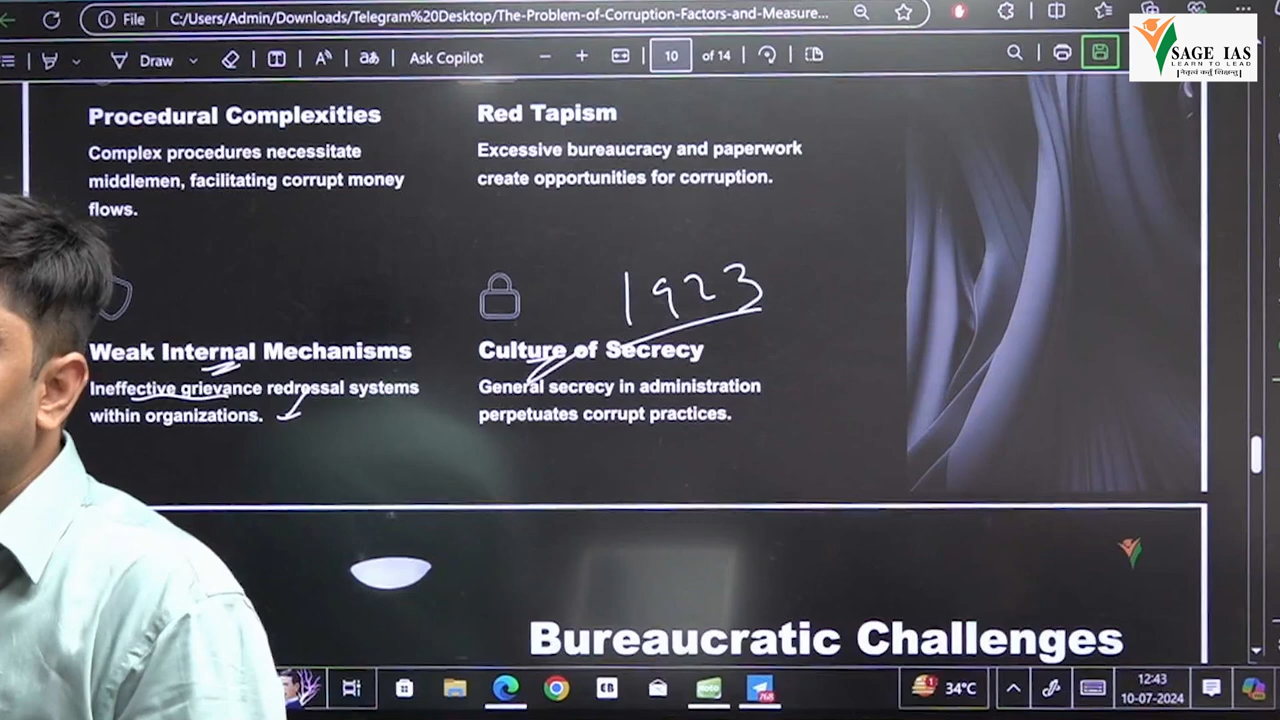 File
C:/Users/Admin/Downloads/Telegram%20Desktop/The-Problem-of-Corruption-Factors-and-Measure...
Draw
Ask Copilot
10
of 14
SAGE IAS
LEARN TO LEAD
Procedural Complexities
Complex procedures necessitate
middlemen, facilitating corrupt money
flows.
Red Tapism
Excessive bureaucracy and paperwork
create opportunities for corruption.
1923
Weak Internal Mechanisms
Ineffective grievance redressal systems
within organizations.
Culture of Secrecy
General secrecy in administration
perpetuates corrupt practices.
Bureaucratic Challenges
34°C
12:43
10-07-2024